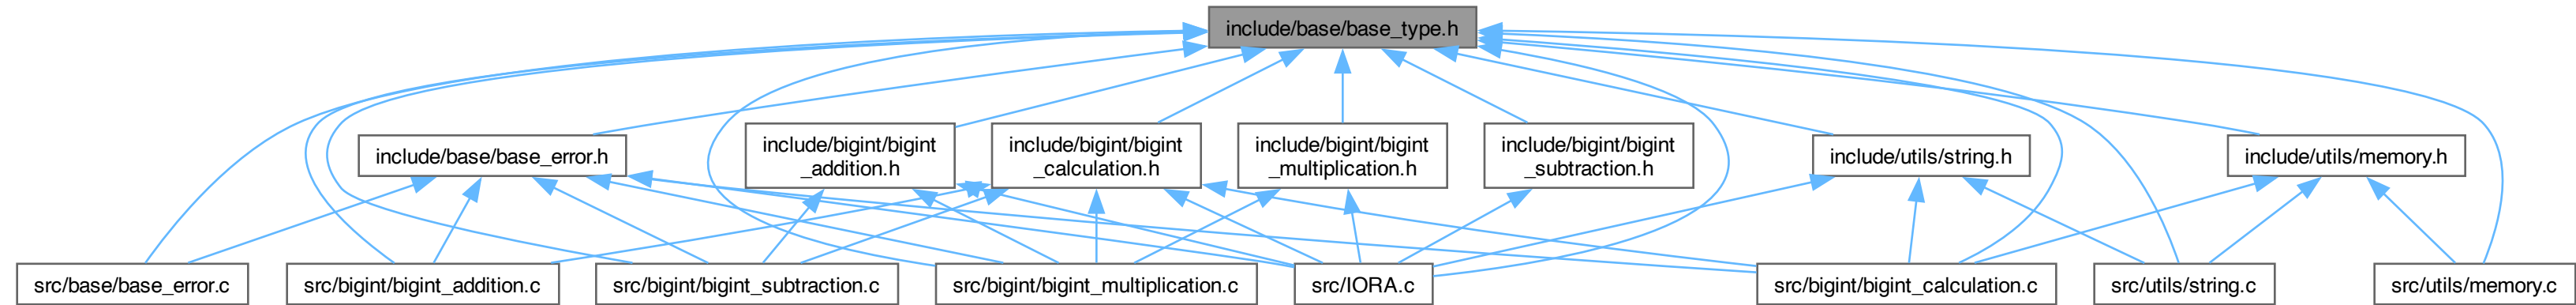 include/base/base_type.h
include/base/base_error.h
include/bigint/bigint
_addition.h
include/bigint/bigint
_calculation.h
include/bigint/bigint
_multiplication.h
include/bigint/bigint
_subtraction.h
include/utils/string.h
include/utils/memory.h
src/base/base_error.c
src/bigint/bigint_addition.c
src/bigint/bigint_subtraction.c
src/bigint/bigint_multiplication.c
src/IORA.c
src/bigint/bigint_calculation.c
src/utils/string.c
src/utils/memory.c